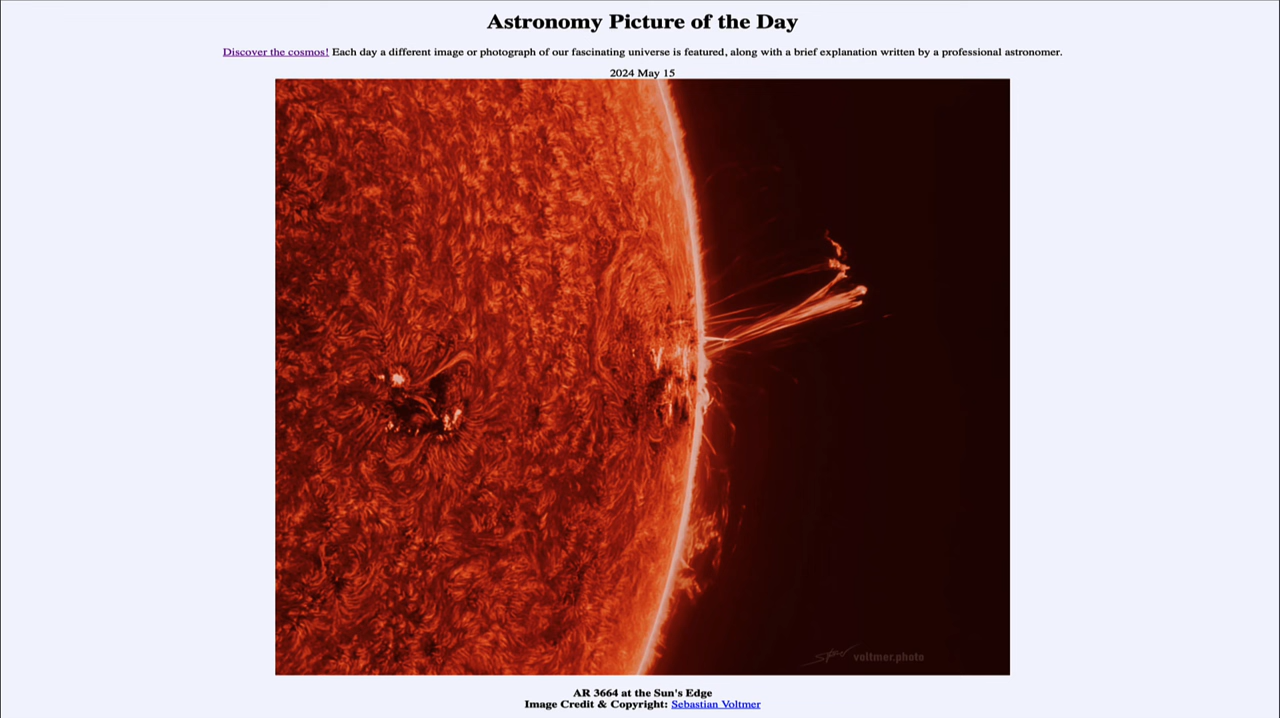 Astronomy Picture of the Day
Discover the cosmos! Each day a different image or photograph of our fascinating universe is featured, along with a brief explanation written by a professional astronomer.
2024 May 15
voltmer.photo
AR 3664 at the Sun's Edge
Image Credit & Copyright: Sebastian Voltmer